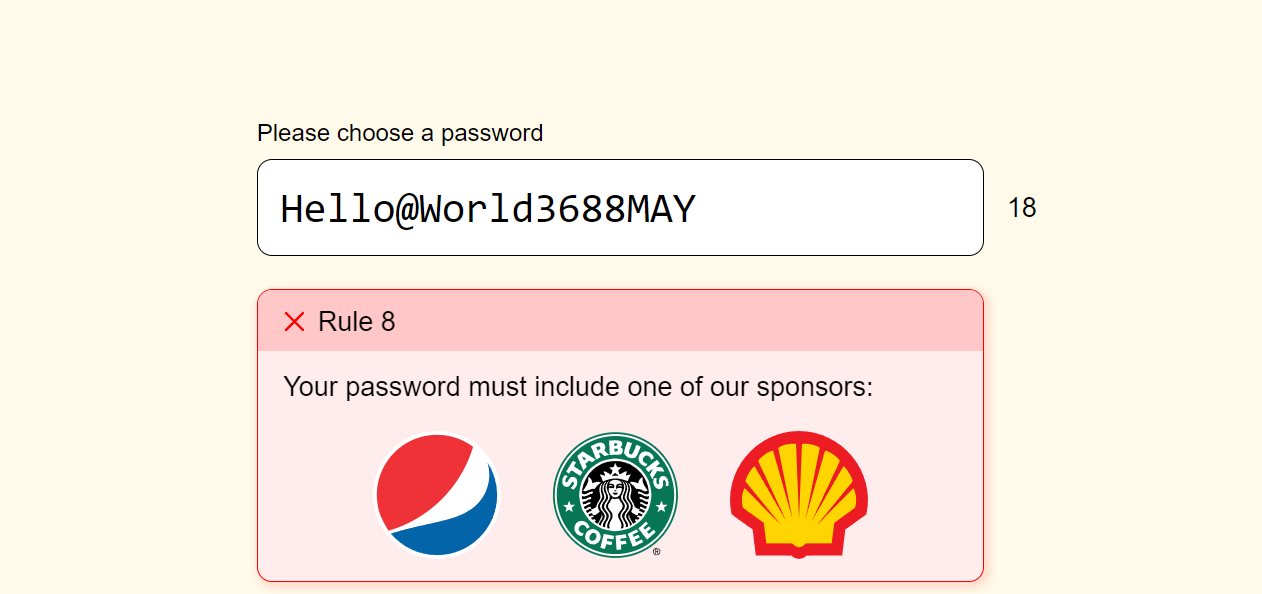 Please choose a password
Hello@World3688MAY
18
Rule 8
Your password must include one of our sponsors:
STARBUCKS
COFFEE
®